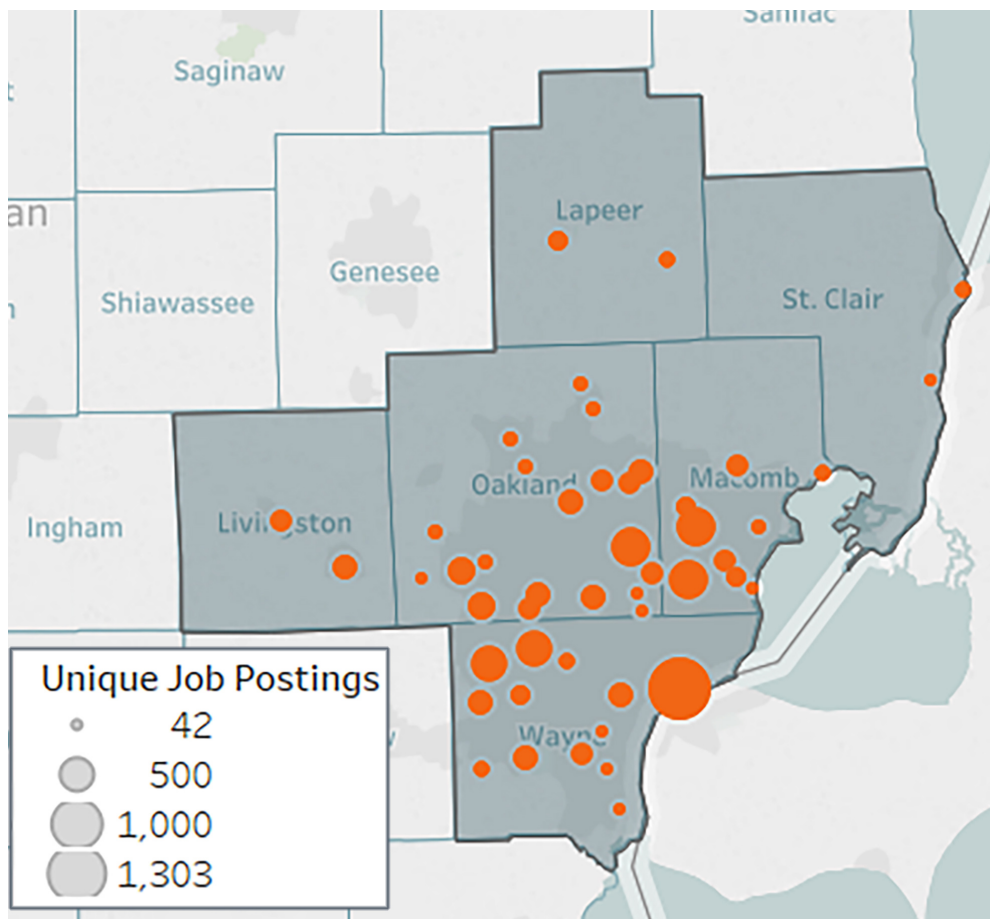 Sanilac
Saginaw
an
Lapeer
Genesee
Shiawassee
St. Clair
Oakland
Macomb
Ingham
Livingston
Unique Job Postings
42
500
1,000
1,303
Wayne